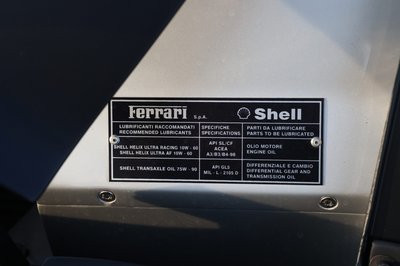 Ferrari S.p.A. Shell
LUBRIFICANTI RACCOMANDATI
RECOMMENDED LUBRICANTS
SPECIFICHE
SPECIFICATIONS
PARTI DA LUBRIFICARE
PARTS TO BE LUBRICATED
SHELL HELIX ULTRA RACING 10W - 60
SHELL HELIX ULTRA AF 10W - 60
API SL/CF
ACEA
A3/B3/B4-98
OLIO MOTORE
ENGINE OIL
SHELL TRANSAXLE OIL 75W - 90
API GL5
MIL - L - 2105 D
DIFFERENZIALE E CAMBIO
DIFFERENTIAL GEAR AND
TRANSMISSION OIL